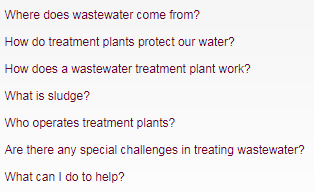 Where does wastewater come from?
How do treatment plants protect our water?
How does a wastewater treatment plant work?
What is sludge?
Who operates treatment plants?
Are there any special challenges in treating wastewater?
What can I do to help?